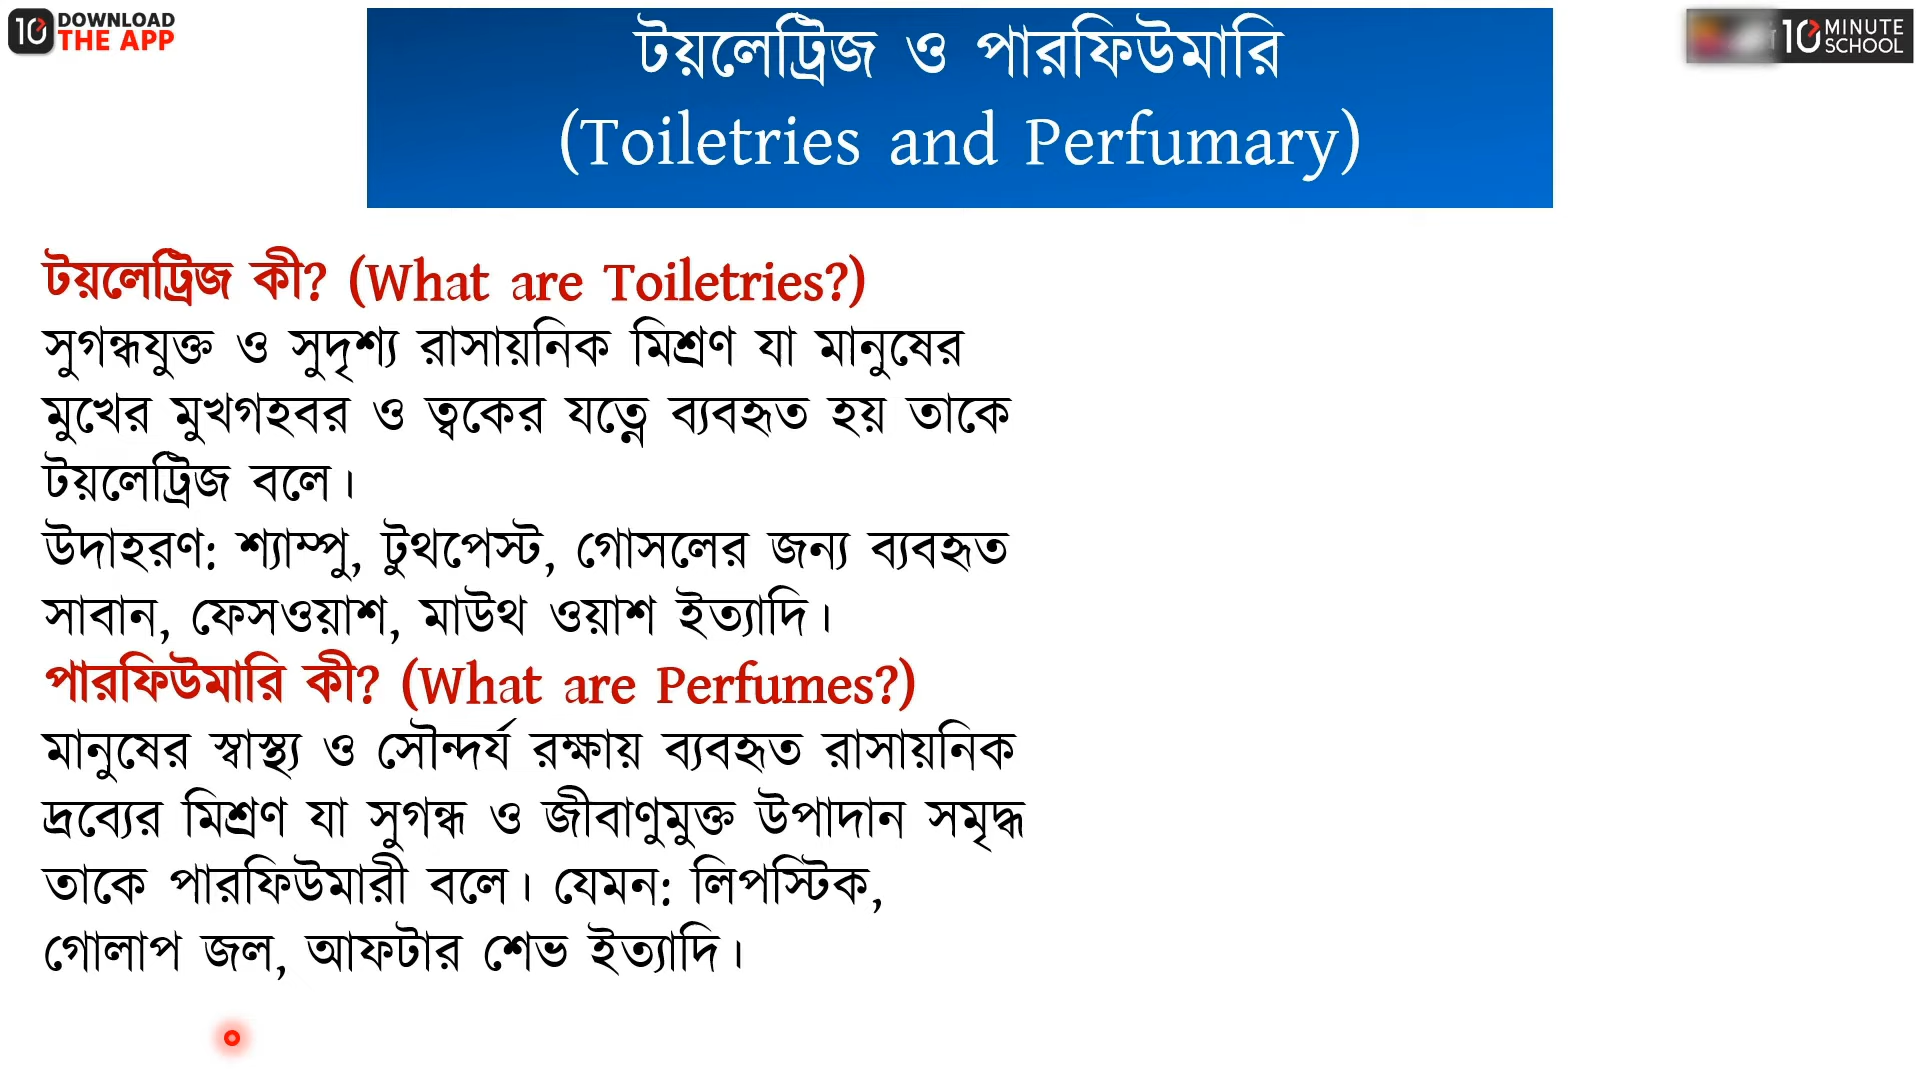 10 DOWNLOAD
THE APP
টয়লেট্রিজ ও পারফিউমারি
(Toiletries and Perfumary)
10 MINUTE
SCHOOL
টয়লেট্রিজ কী? (What are Toiletries?)
সুগন্ধযুক্ত ও সুদৃশ্য রাসায়নিক মিশ্রণ যা মানুষের
মুখের মুখগহবর ও ত্বকের যত্নে ব্যবহৃত হয় তাকে
টয়লেট্রিজ বলে।
উদাহরণ: শ্যাম্পু, টুথপেস্ট, গোসলের জন্য ব্যবহৃত
সাবান, ফেসওয়াশ, মাউথ ওয়াশ ইত্যাদি।
পারফিউমারি কী? (What are Perfumes?)
মানুষের স্বাস্থ্য ও সৌন্দর্য রক্ষায় ব্যবহৃত রাসায়নিক
দ্রব্যের মিশ্রণ যা সুগন্ধ ও জীবাণুমুক্ত উপাদান সমৃদ্ধ
তাকে পারফিউমারী বলে। যেমন: লিপস্টিক,
গোলাপ জল, আফটার শেভ ইত্যাদি।